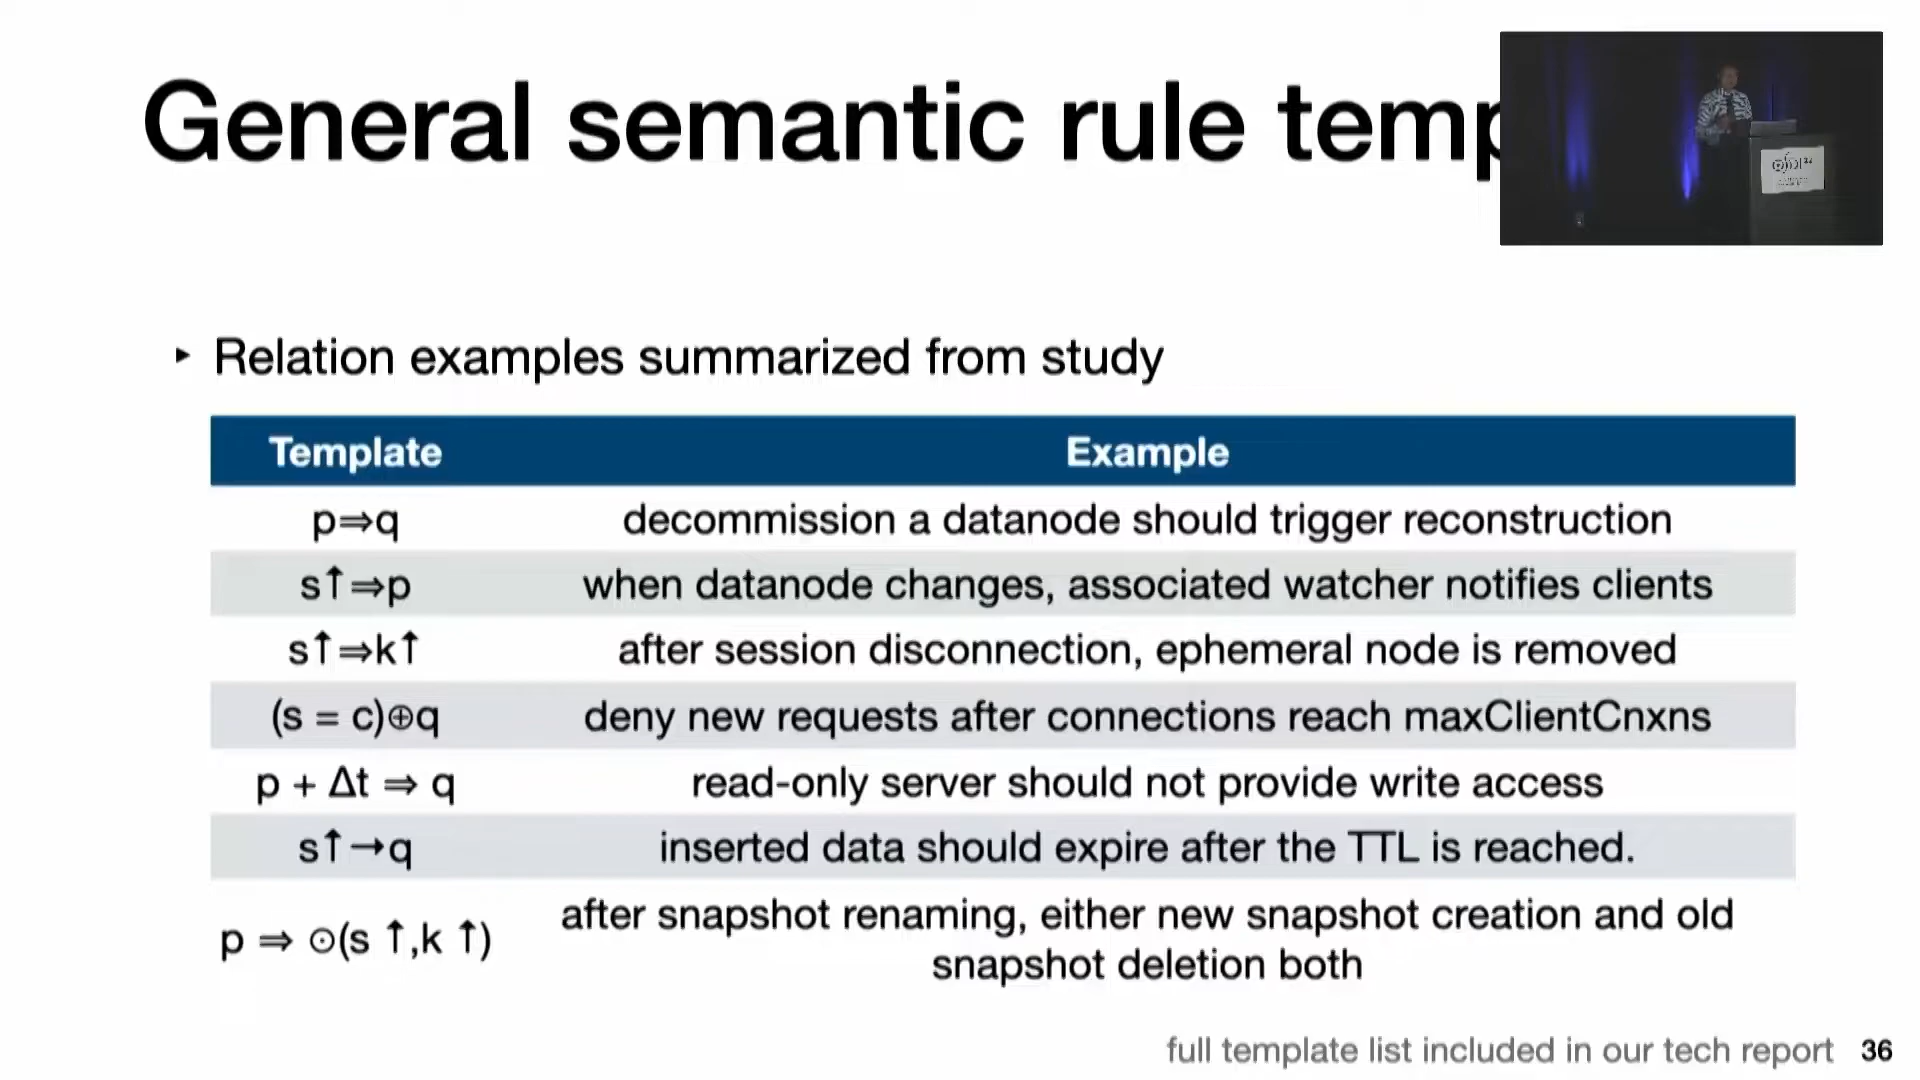 General semantic rule temp
▸ Relation examples summarized from study
Template Example
p⇒q decommission a datanode should trigger reconstruction
s↑⇒p when datanode changes, associated watcher notifies clients
s↑⇒k↑ after session disconnection, ephemeral node is removed
(s = c)⊕q deny new requests after connections reach maxClientCnxns
p + Δt ⇒ q read-only server should not provide write access
s↑→q inserted data should expire after the TTL is reached.
p ⇒ ⊙(s ↑,k ↑) after snapshot renaming, either new snapshot creation and old
snapshot deletion both
full template list included in our tech report 36